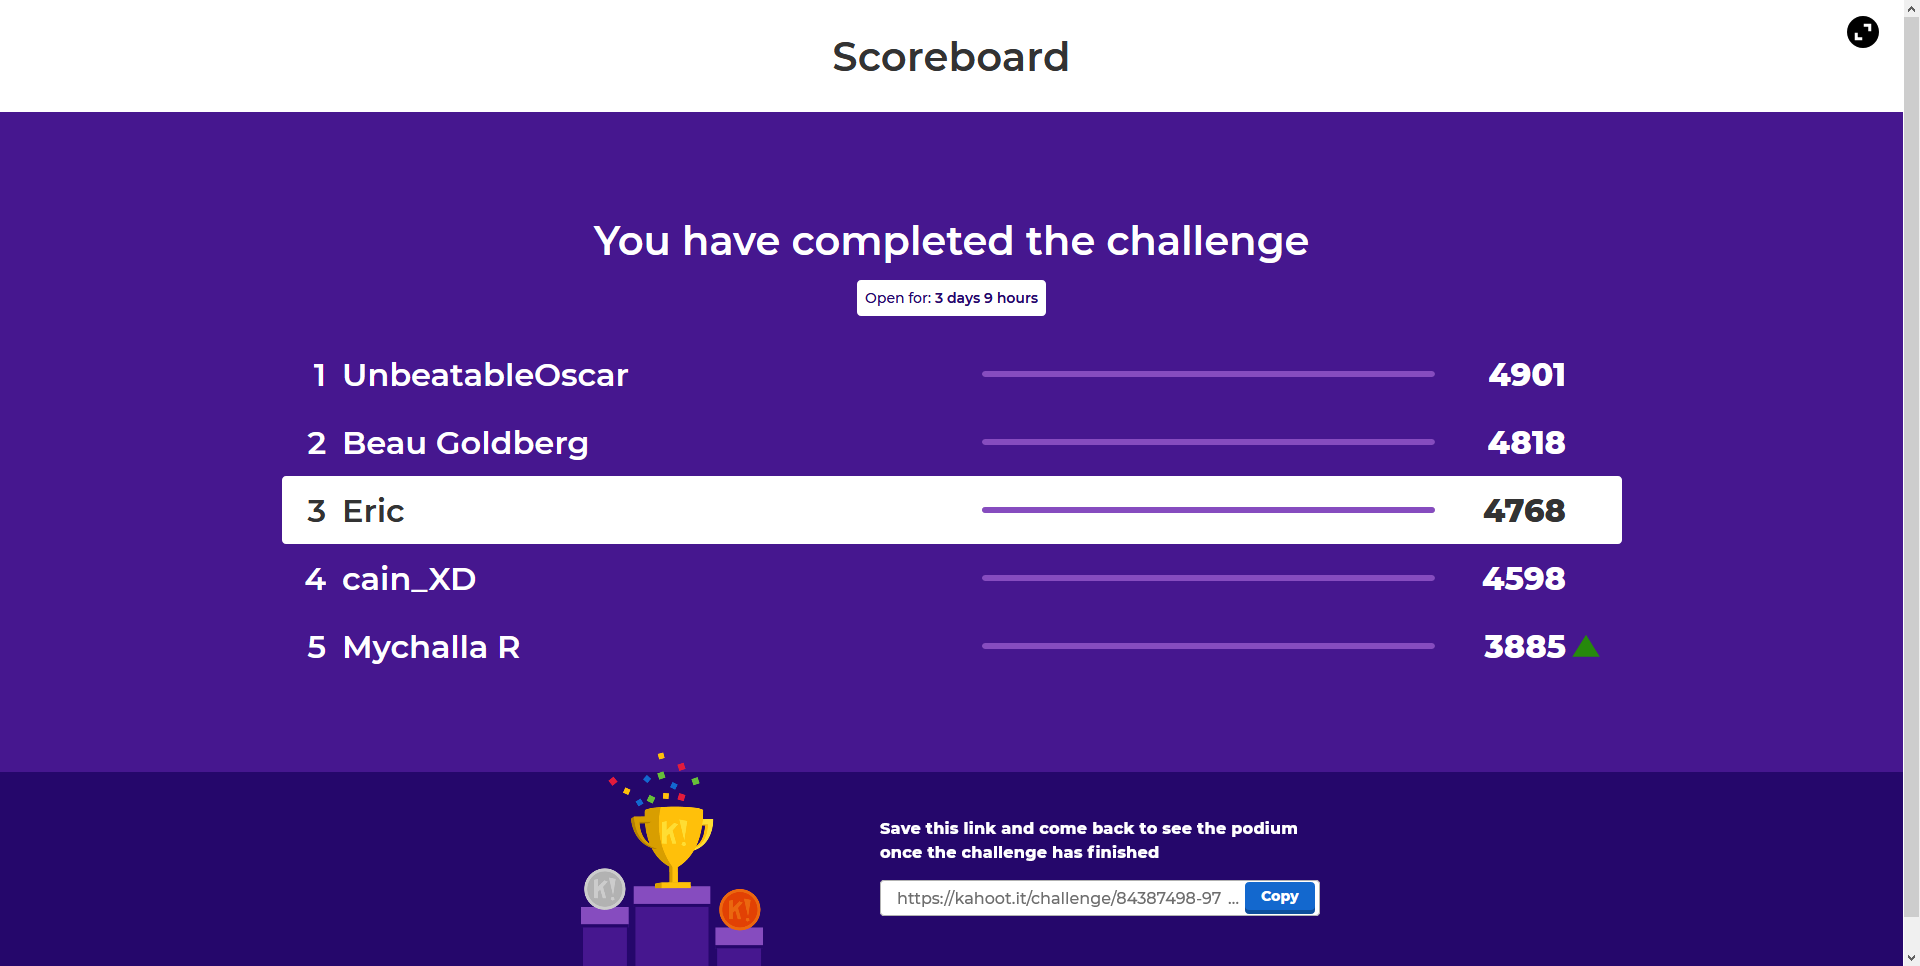 Scoreboard
You have completed the challenge
Open for: 3 days 9 hours
1 UnbeatableOscar 4901
2 Beau Goldberg 4818
3 Eric 4768
4 cain_XD 4598
5 Mychalla R 3885
K!
K!
K!
Save this link and come back to see the podium
once the challenge has finished
https://kahoot.it/challenge/84387498-97 ... Copy